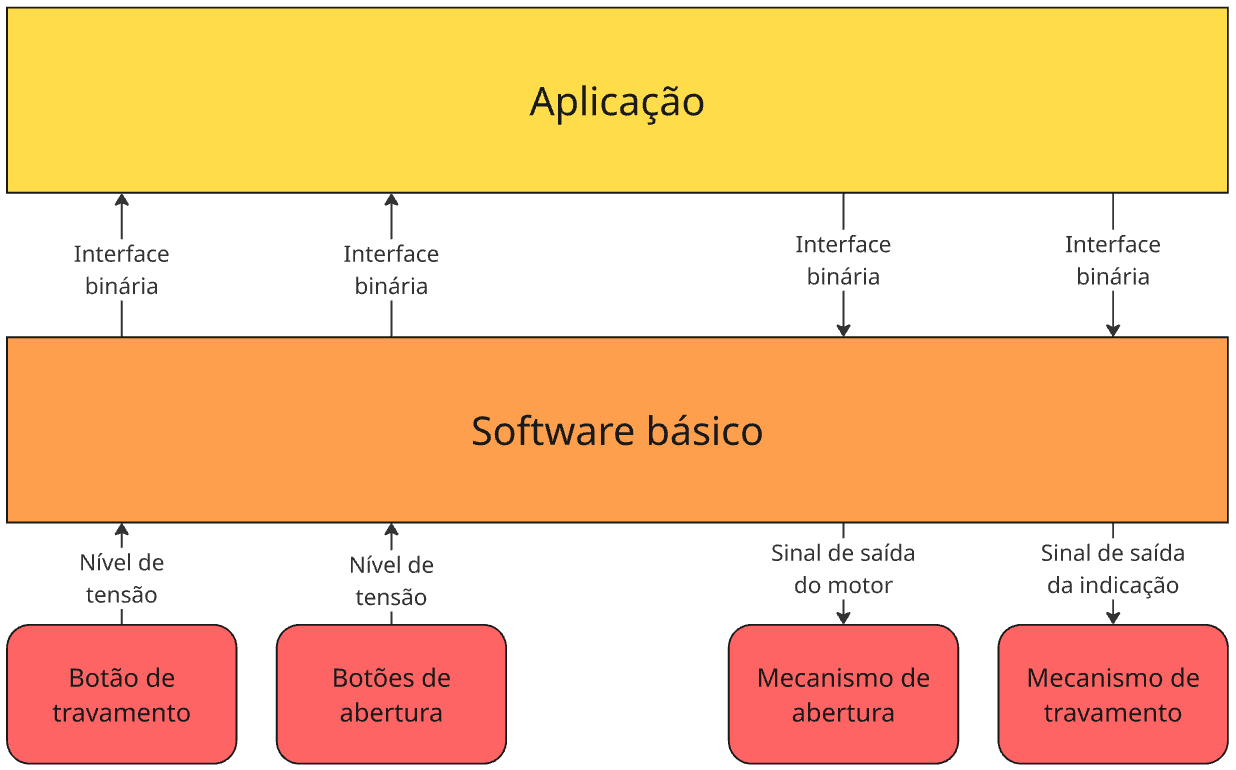 Aplicação
Interface
binária
Interface
binária
Interface
binária
Interface
binária
Software básico
Nível de
tensão
Nível de
tensão
Sinal de saída
do motor
Sinal de saída
da indicação
Botão de
travamento
Botões de
abertura
Mecanismo de
abertura
Mecanismo de
travamento